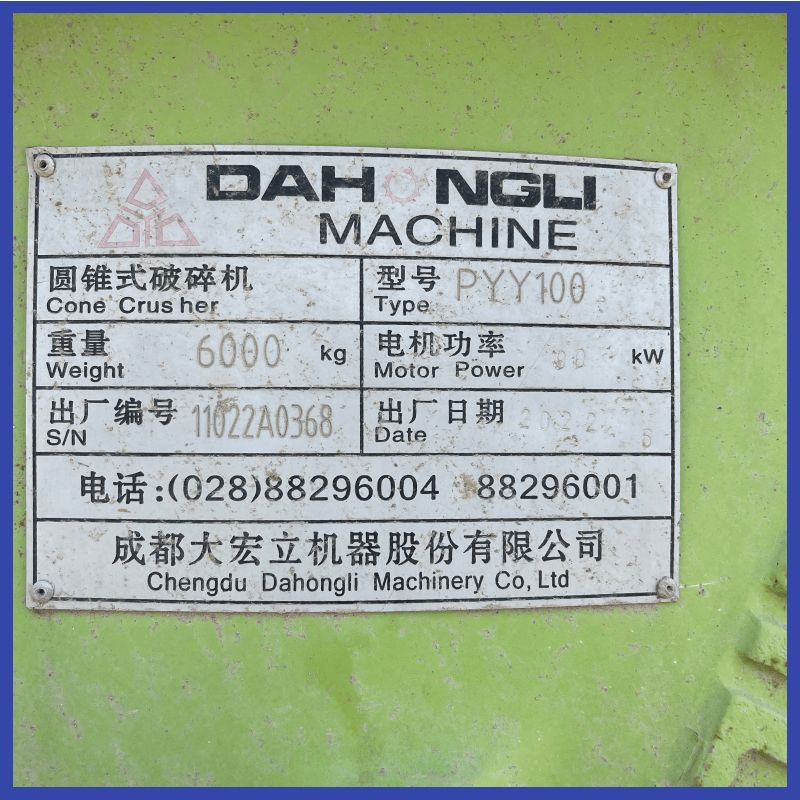 DAHONGLI
MACHINE
圆锥式破碎机
Cone Crusher
型号 PYY100
Type
重量 6000 kg
Weight
电机功率 kW
Motor Power
出厂编号 11022A0368
S/N
出厂日期 2022 5
Date
电话:(028)88296004 88296001
成都大宏立机器股份有限公司
Chengdu Dahongli Machinery Co,Ltd